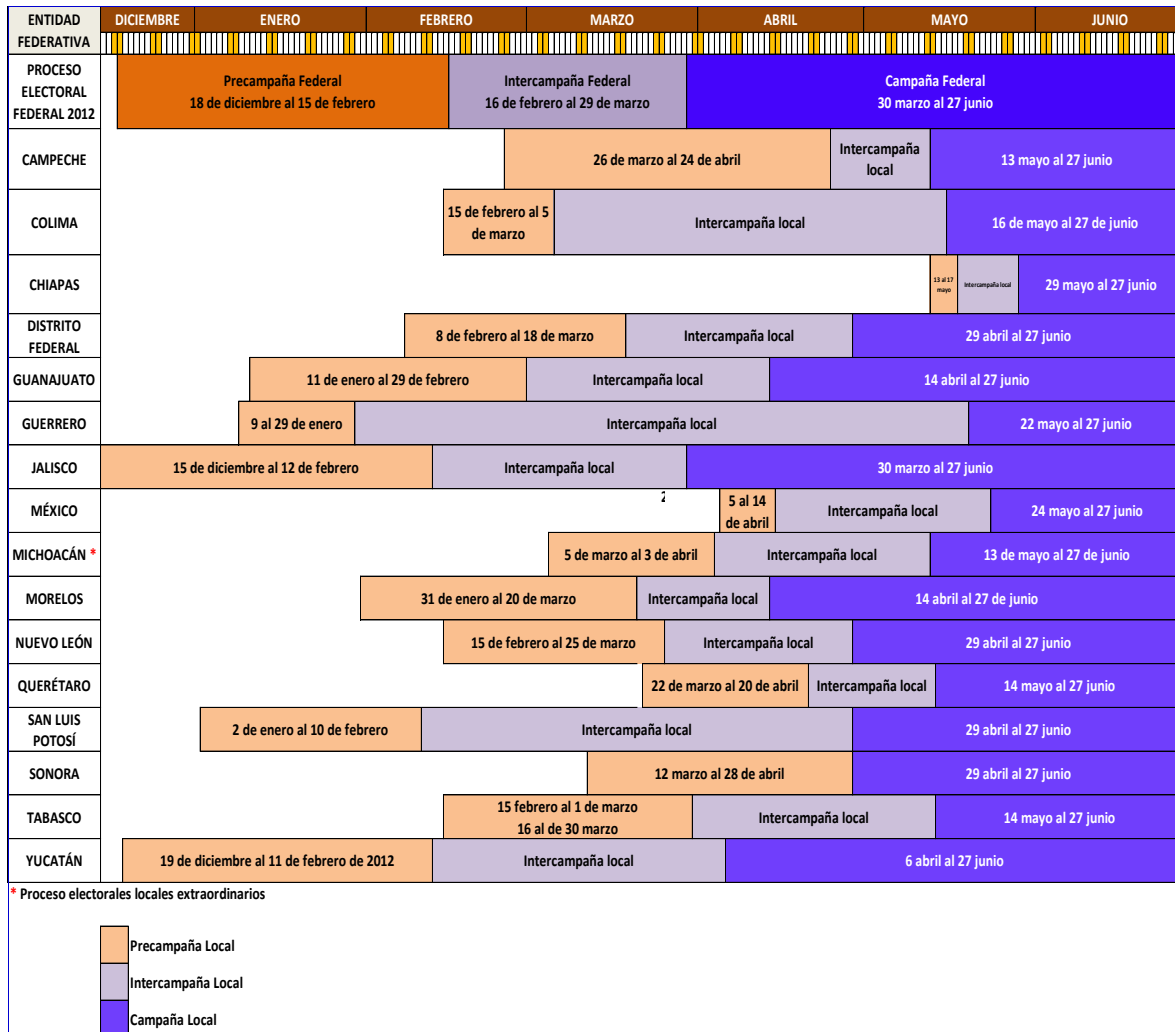 ENTIDAD
FEDERATIVA
DICIEMBRE
ENERO
FEBRERO
MARZO
ABRIL
MAYO
JUNIO
PROCESO
ELECTORAL
FEDERAL 2012
Precampaña Federal
18 de diciembre al 15 de febrero
Intercampaña Federal
16 de febrero al 29 de marzo
Campaña Federal
30 marzo al 27 junio
CAMPECHE
26 de marzo al 24 de abril
Intercampaña
local
13 mayo al 27 junio
COLIMA
15 de febrero al 5
de marzo
Intercampaña local
16 de mayo al 27 de junio
CHIAPAS
13 al 17
mayo
Intercampaña local
29 mayo al 27 junio
DISTRITO
FEDERAL
8 de febrero al 18 de marzo
Intercampaña local
29 abril al 27 junio
GUANAJUATO
11 de enero al 29 de febrero
Intercampaña local
14 abril al 27 junio
GUERRERO
9 al 29 de enero
Intercampaña local
22 mayo al 27 junio
JALISCO
15 de diciembre al 12 de febrero
Intercampaña local
30 marzo al 27 junio
MÉXICO
5 al 14
de abril
Intercampaña local
24 mayo al 27 junio
MICHOACÁN *
5 de marzo al 3 de abril
Intercampaña local
13 de mayo al 27 de junio
MORELOS
31 de enero al 20 de marzo
Intercampaña local
14 abril al 27 de junio
NUEVO LEÓN
15 de febrero al 25 de marzo
Intercampaña local
29 abril al 27 junio
QUERÉTARO
22 de marzo al 20 de abril
Intercampaña local
14 mayo al 27 junio
SAN LUIS
POTOSÍ
2 de enero al 10 de febrero
Intercampaña local
29 abril al 27 junio
SONORA
12 marzo al 28 de abril
29 abril al 27 junio
TABASCO
15 febrero al 1 de marzo
16 al de 30 marzo
Intercampaña local
14 mayo al 27 junio
YUCATÁN
19 de diciembre al 11 de febrero de 2012
Intercampaña local
6 abril al 27 junio
* Proceso electorales locales extraordinarios
Precampaña Local
Intercampaña Local
Campaña Local